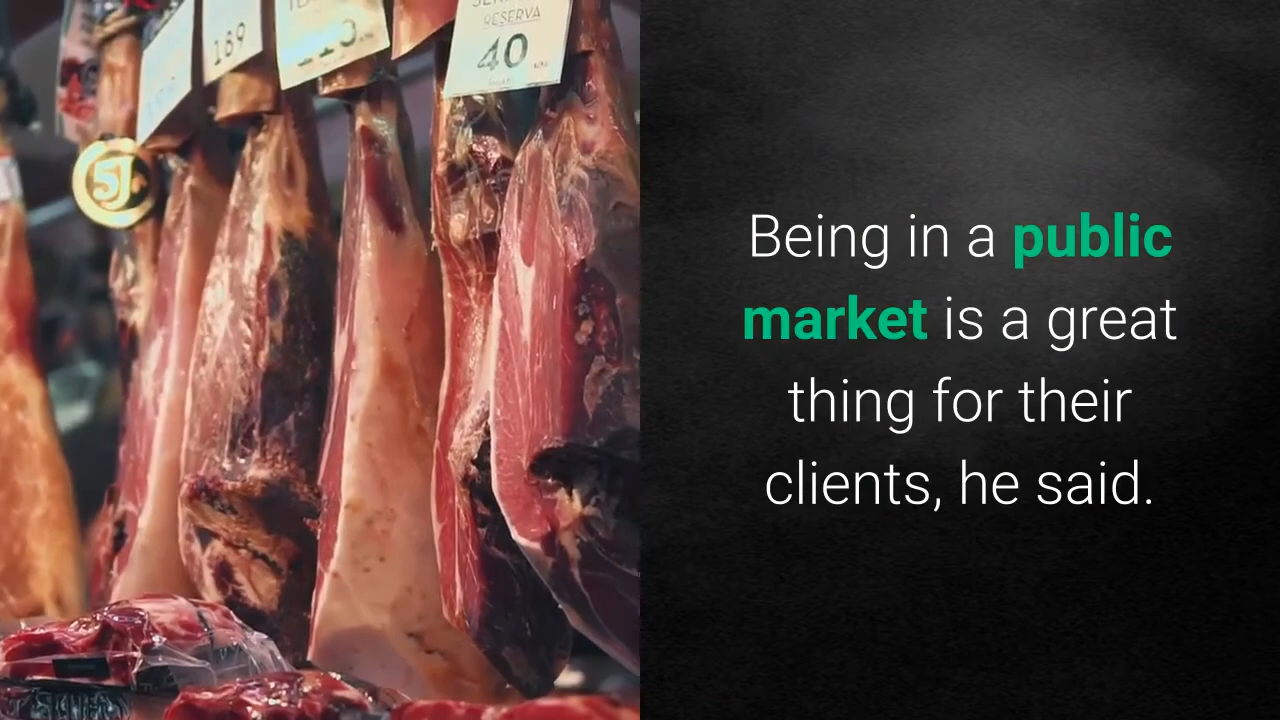 189
RESERVA
40
5J
Being in a public
market is a great
thing for their
clients, he said.